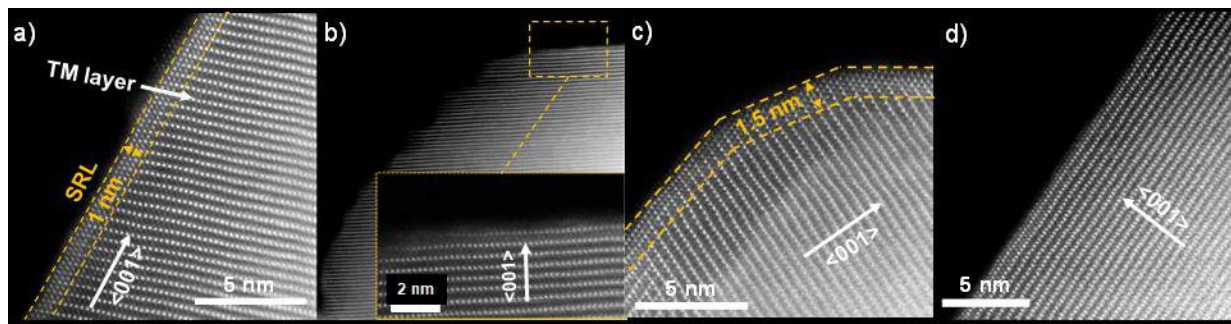 a)
TM layer
SRL
1 nm
<001>
5 nm
b)
2 nm
<001>
c)
1.5 nm
<001>
5 nm
d)
<001>
5 nm